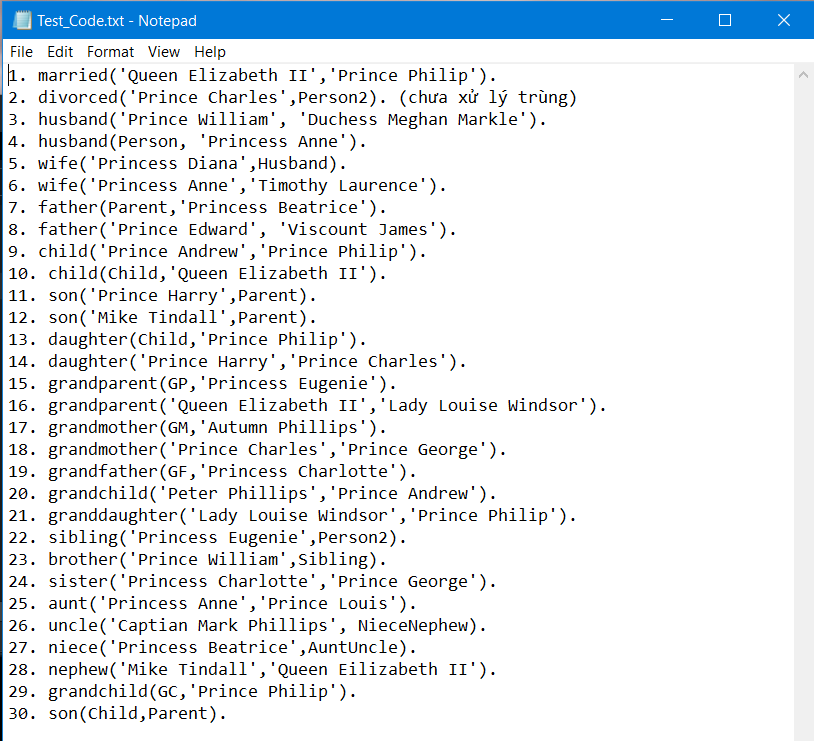 Test_Code.txt - Notepad
File Edit Format View Help
1. married('Queen Elizabeth II','Prince Philip').
2. divorced('Prince Charles',Person2). (chưa xử lý trùng)
3. husband('Prince William', 'Duchess Meghan Markle').
4. husband(Person, 'Princess Anne').
5. wife('Princess Diana',Husband).
6. wife('Princess Anne','Timothy Laurence').
7. father(Parent,'Princess Beatrice').
8. father('Prince Edward', 'Viscount James').
9. child('Prince Andrew','Prince Philip').
10. child(Child,'Queen Elizabeth II').
11. son('Prince Harry',Parent).
12. son('Mike Tindall',Parent).
13. daughter(Child,'Prince Philip').
14. daughter('Prince Harry','Prince Charles').
15. grandparent(GP,'Princess Eugenie').
16. grandparent('Queen Elizabeth II','Lady Louise Windsor').
17. grandmother(GM,'Autumn Phillips').
18. grandmother('Prince Charles','Prince George').
19. grandfather(GF,'Princess Charlotte').
20. grandchild('Peter Phillips','Prince Andrew').
21. granddaughter('Lady Louise Windsor','Prince Philip').
22. sibling('Princess Eugenie',Person2).
23. brother('Prince William',Sibling).
24. sister('Princess Charlotte','Prince George').
25. aunt('Princess Anne','Prince Louis').
26. uncle('Captian Mark Phillips', NieceNephew).
27. niece('Princess Beatrice',AuntUncle).
28. nephew('Mike Tindall','Queen Eilizabeth II').
29. grandchild(GC,'Prince Philip').
30. son(Child,Parent).